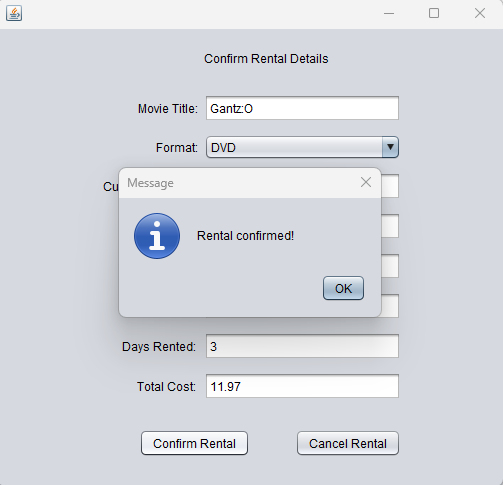 Confirm Rental Details
Movie Title: Gantz:O
Format: DVD
Message
Rental confirmed!
OK
Days Rented: 3
Total Cost: 11.97
Confirm Rental Cancel Rental